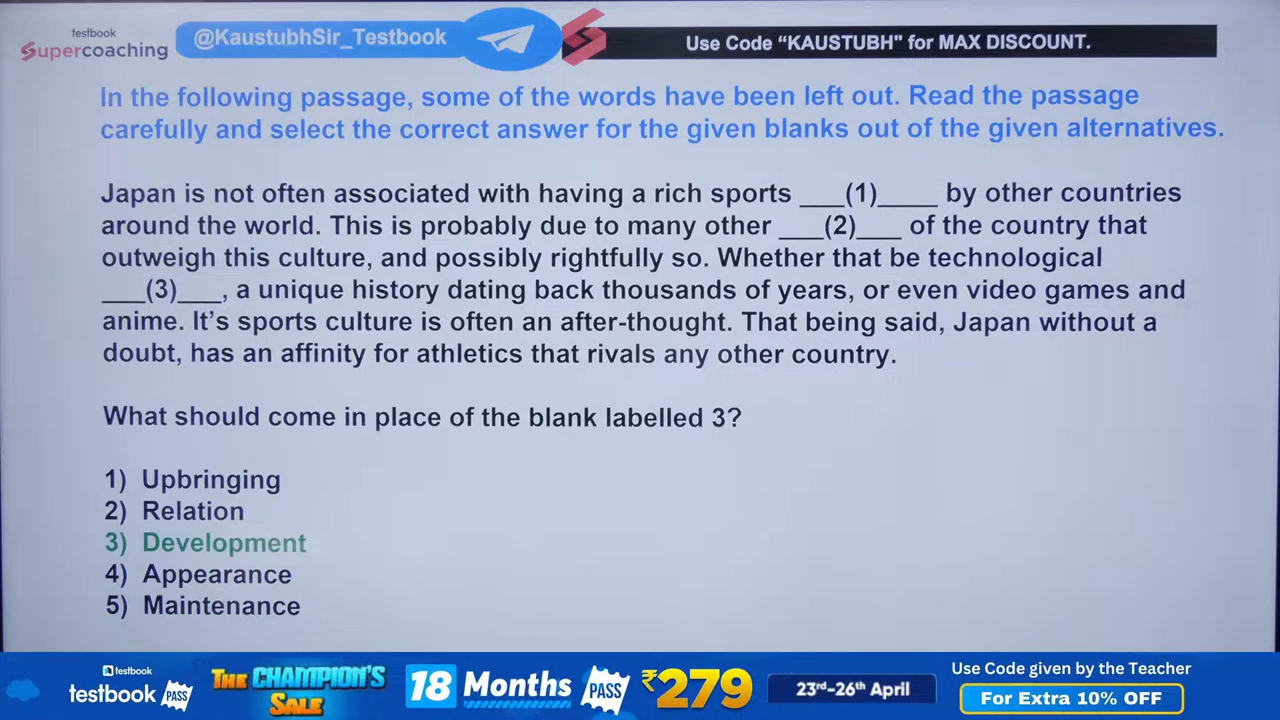 testbook
Supercoaching
@KaustubhSir_Testbook
Use Code “KAUSTUBH" for MAX DISCOUNT.
In the following passage, some of the words have been left out. Read the passage
carefully and select the correct answer for the given blanks out of the given alternatives.
Japan is not often associated with having a rich sports ___(1)____ by other countries
around the world. This is probably due to many other ___(2)___ of the country that
outweigh this culture, and possibly rightfully so. Whether that be technological
___(3)___, a unique history dating back thousands of years, or even video games and
anime. It’s sports culture is often an after-thought. That being said, Japan without a
doubt, has an affinity for athletics that rivals any other country.
What should come in place of the blank labelled 3?
1) Upbringing
2) Relation
3) Development
4) Appearance
5) Maintenance
testbook
testbook PASS
THE CHAMPION'S
SALE
18 Months PASS ₹279
23rd-26th April
Use Code given by the Teacher
For Extra 10% OFF